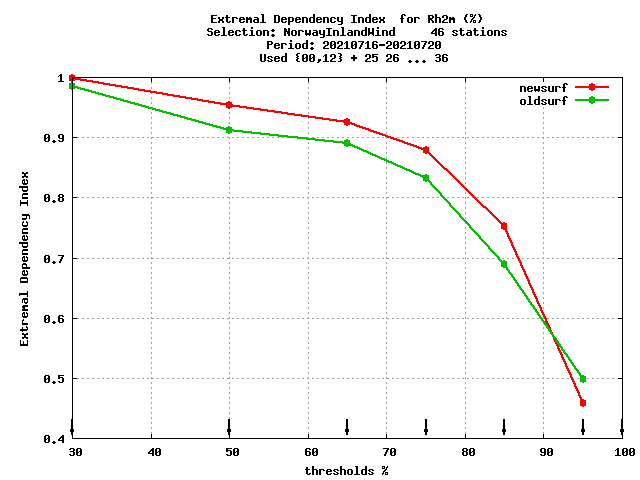 Extremal Dependency Index  for Rh2m (%)
Selection: NorwayInlandWind     46 stations
Period: 20210716-20210720
Used {00,12} + 25 26 ... 36
newsurf
oldsurf
1
0.9
0.8
0.7
0.6
0.5
0.4
Extremal Dependency Index
30 40 50 60 70 80 90 100
thresholds %